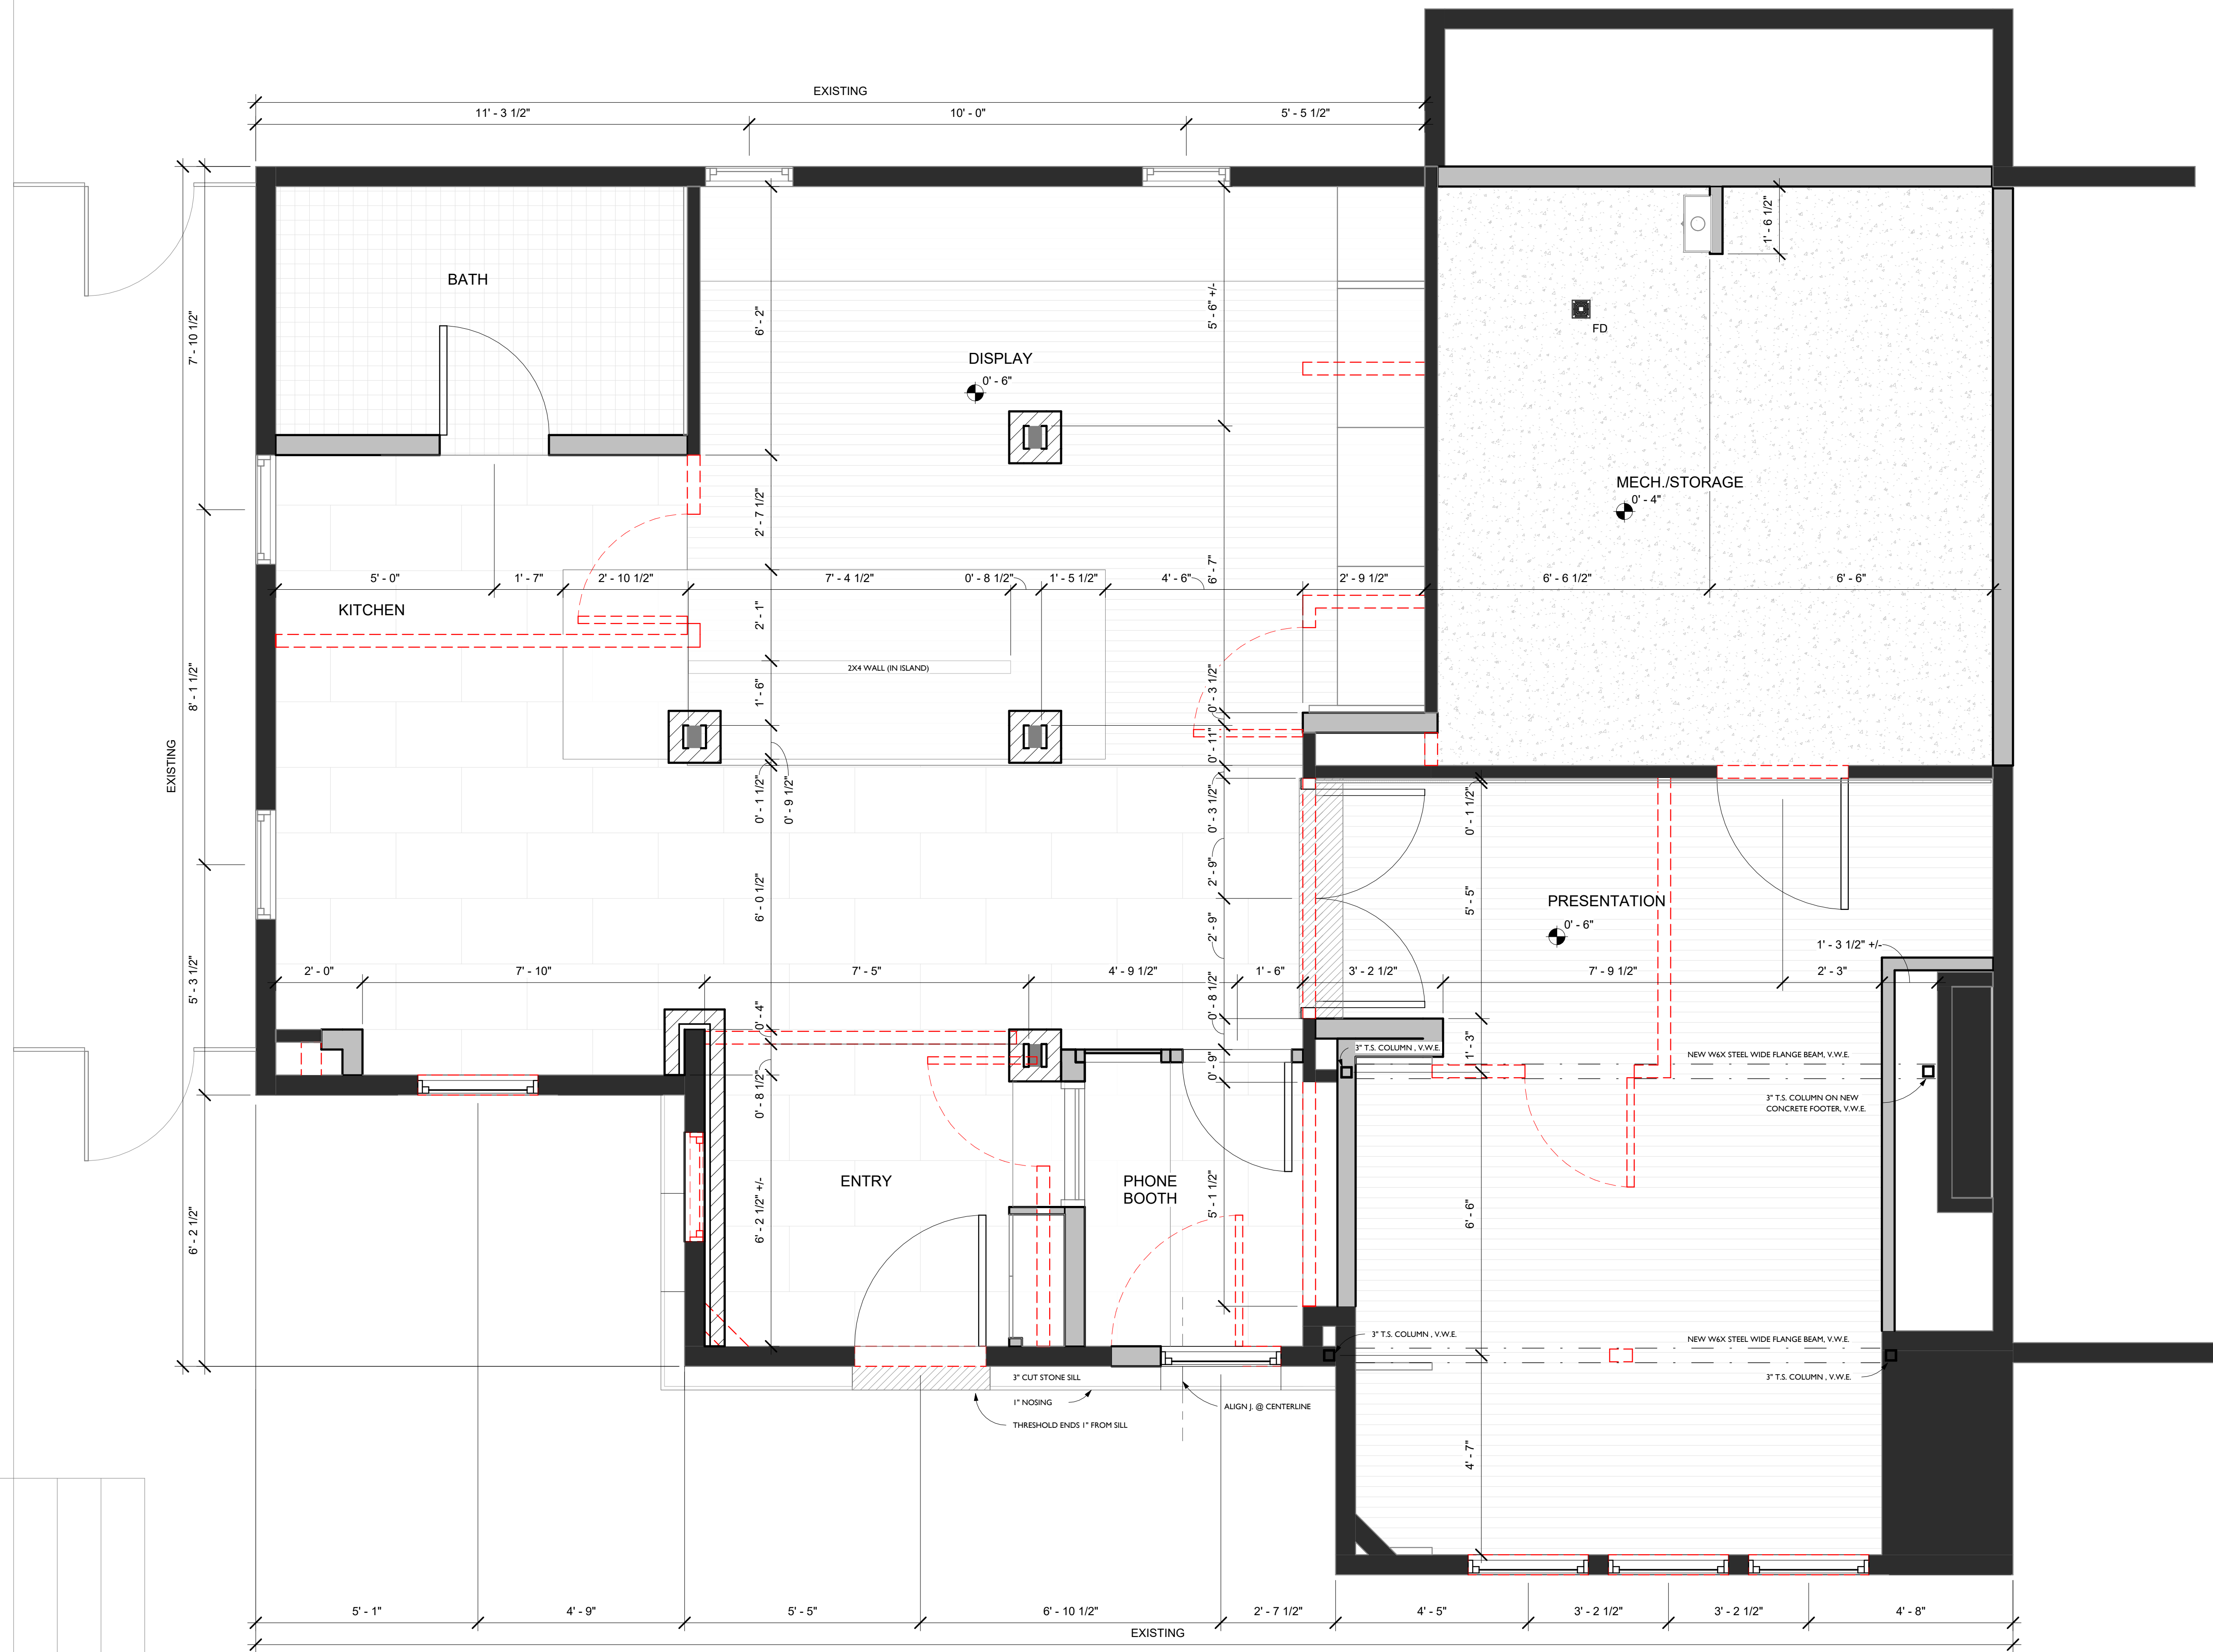 EXISTING
11' - 3 1/2"
10' - 0"
5' - 5 1/2"
1' - 6 1/2"
BATH
7' - 10 1/2"
6' - 2"
5' - 6" +/-
DISPLAY
0' - 6"
FD
MECH./STORAGE
0' - 4"
2' - 7 1/2"
5' - 0"
1' - 7"
2' - 10 1/2"
7' - 4 1/2"
0' - 8 1/2"
1' - 5 1/2"
4' - 6"
6' - 7"
2' - 9 1/2"
6' - 6 1/2"
6' - 6"
KITCHEN
2' - 1"
2X4 WALL (IN ISLAND)
8' - 1 1/2"
1' - 6"
0' - 3 1/2"
0' - 11"
EXISTING
0' - 1 1/2"
0' - 9 1/2"
0' - 3 1/2"
0' - 1 1/2"
2' - 9"
6' - 0 1/2"
5' - 5"
PRESENTATION
0' - 6"
2' - 9"
1' - 3 1/2" +/-
5' - 3 1/2"
2' - 0"
7' - 10"
7' - 5"
4' - 9 1/2"
1' - 6"
3' - 2 1/2"
7' - 9 1/2"
2' - 3"
0' - 8 1/2"
0' - 4"
1' - 3"
3" T.S. COLUMN , V.W.E.
NEW W6X STEEL WIDE FLANGE BEAM, V.W.E.
0' - 9"
0' - 8 1/2"
3" T.S. COLUMN ON NEW
CONCRETE FOOTER, V.W.E.
ENTRY
PHONE
BOOTH
5' - 1 1/2"
6' - 2 1/2" +/-
6' - 6"
6' - 2 1/2"
3" T.S. COLUMN , V.W.E.
NEW W6X STEEL WIDE FLANGE BEAM, V.W.E.
3" CUT STONE SILL
3" T.S. COLUMN , V.W.E.
1" NOSING
ALIGN J. @ CENTERLINE
THRESHOLD ENDS 1" FROM SILL
4' - 7"
5' - 1"
4' - 9"
5' - 5"
6' - 10 1/2"
2' - 7 1/2"
4' - 5"
3' - 2 1/2"
3' - 2 1/2"
4' - 8"
EXISTING